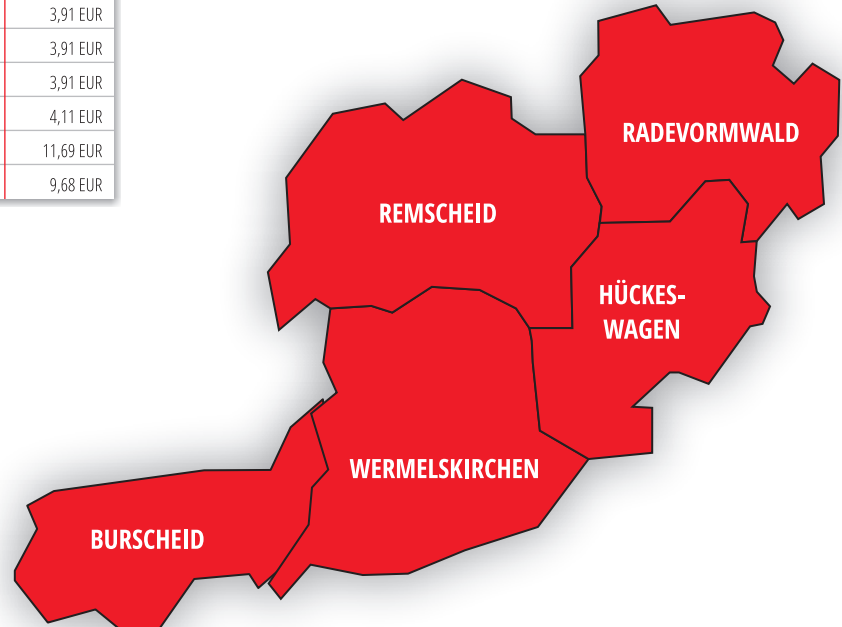 3,91 EUR
3,91 EUR
3,91 EUR
4,11 EUR
11,69 EUR
9,68 EUR
RADEVORMWALD
REMSCHEID
HÜCKES-
WAGEN
WERMELSKIRCHEN
BURSCHEID